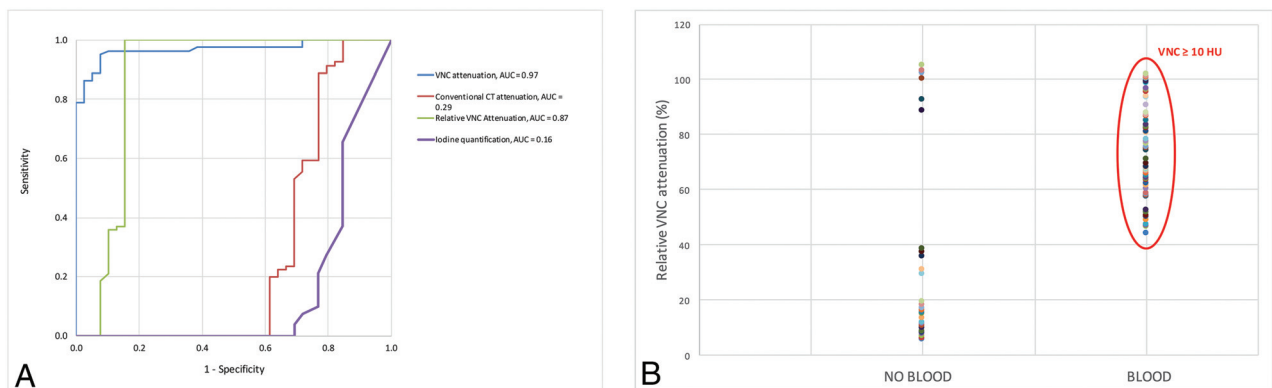 1.0
0.8
0.6
0.4
0.2
0.0
Sensitivity
0.0 0.2 0.4 0.6 0.8 1.0
1 - Specificity
VNC attenuation, AUC = 0.97
Conventional CT attenuation, AUC =
0.29
Relative VNC Attenuation, AUC = 0.87
Iodine quantification, AUC = 0.16
A
120
100
80
60
40
20
0
Relative VNC attenuation (%)
VNC ≥ 10 HU
NO BLOOD BLOOD
B